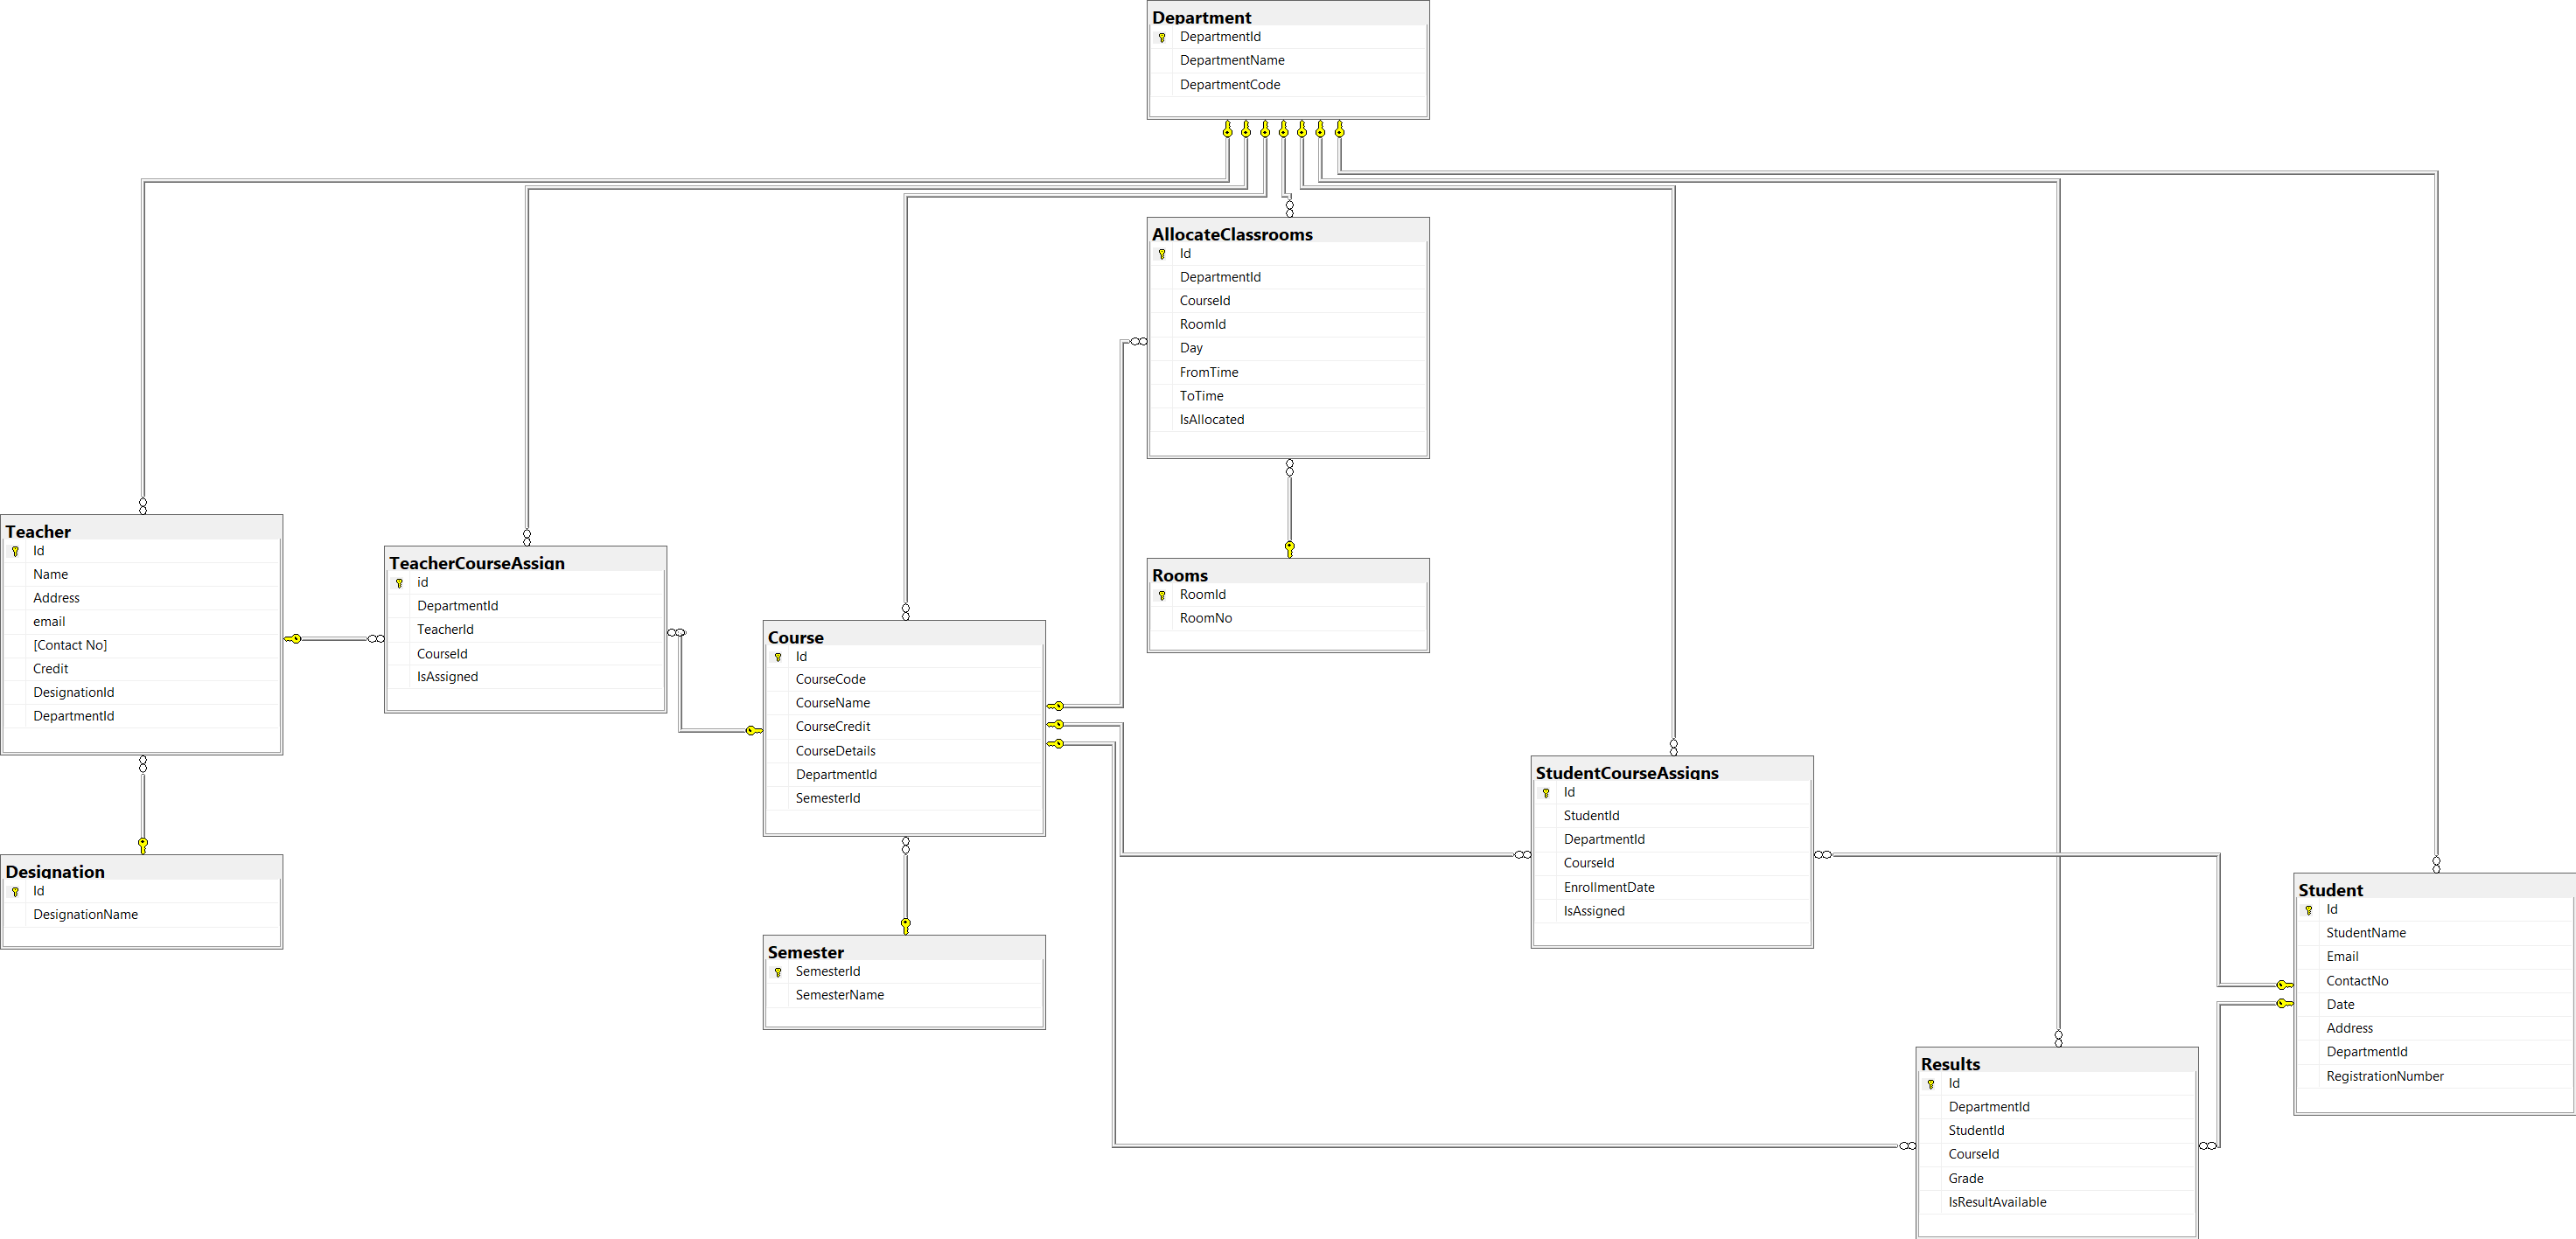 Department
DepartmentId
DepartmentName
DepartmentCode
AllocateClassrooms
Id
DepartmentId
CourseId
RoomId
Day
FromTime
ToTime
IsAllocated
Teacher
Id
Name
Address
email
[Contact No]
Credit
DesignationId
DepartmentId
TeacherCourseAssign
id
DepartmentId
TeacherId
CourseId
IsAssigned
Rooms
RoomId
RoomNo
Course
Id
CourseCode
CourseName
CourseCredit
CourseDetails
DepartmentId
SemesterId
StudentCourseAssigns
Id
StudentId
DepartmentId
CourseId
EnrollmentDate
IsAssigned
Designation
Id
DesignationName
Student
Id
StudentName
Email
ContactNo
Date
Address
DepartmentId
RegistrationNumber
Semester
SemesterId
SemesterName
Results
Id
DepartmentId
StudentId
CourseId
Grade
IsResultAvailable